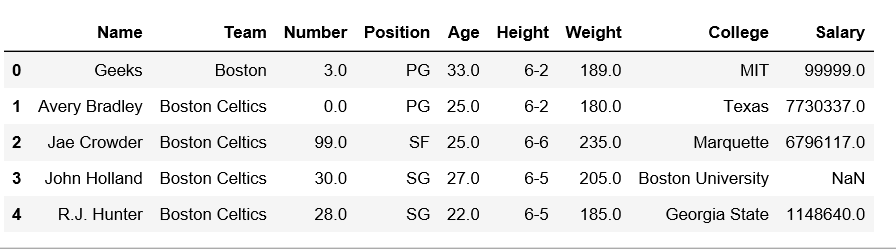 Name Team Number Position Age Height Weight College Salary
0 Geeks Boston 3.0 PG 33.0 6-2 189.0 MIT 99999.0
1 Avery Bradley Boston Celtics 0.0 PG 25.0 6-2 180.0 Texas 7730337.0
2 Jae Crowder Boston Celtics 99.0 SF 25.0 6-6 235.0 Marquette 6796117.0
3 John Holland Boston Celtics 30.0 SG 27.0 6-5 205.0 Boston University NaN
4 R.J. Hunter Boston Celtics 28.0 SG 22.0 6-5 185.0 Georgia State 1148640.0